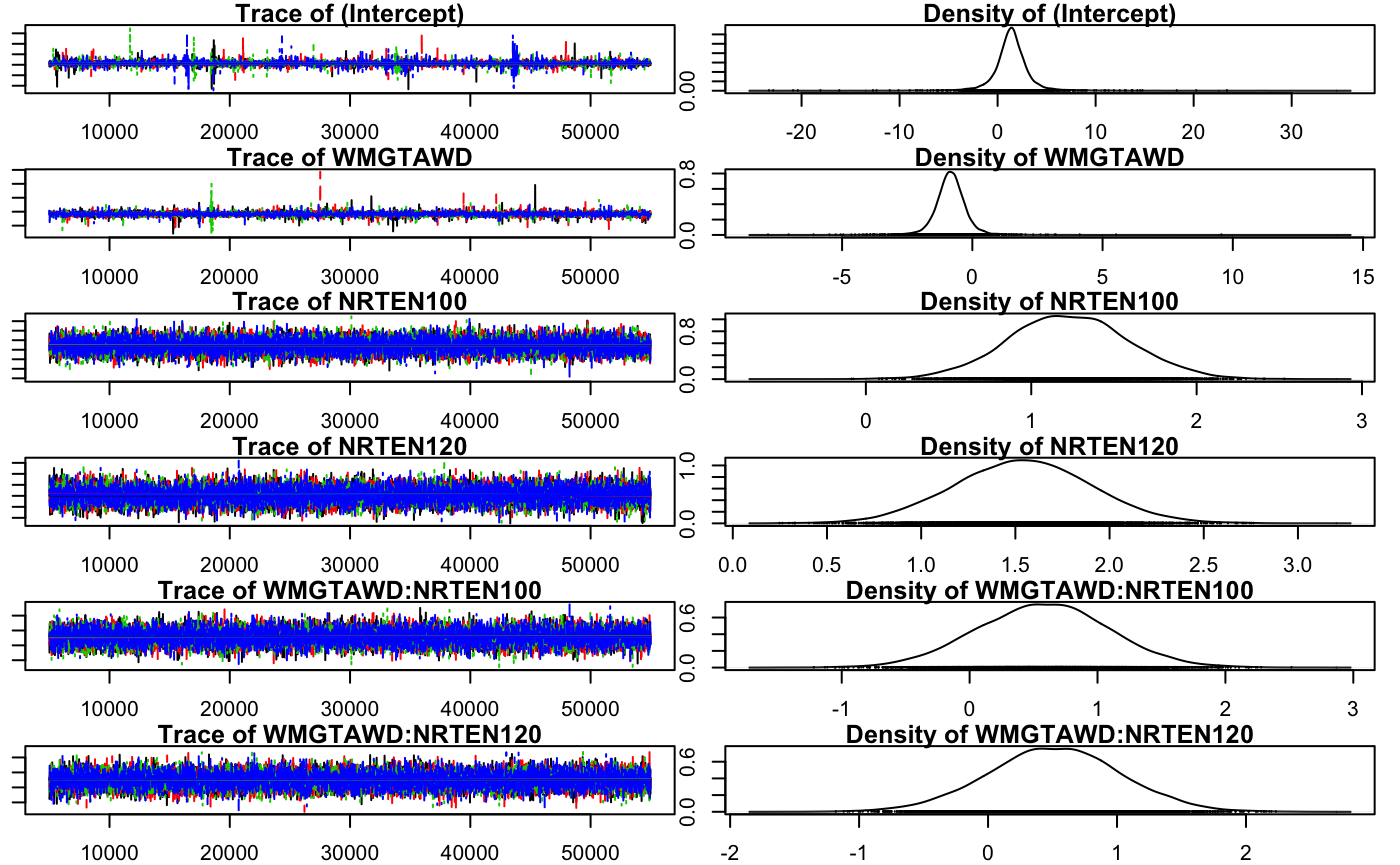 Trace of (Intercept) Density of (Intercept)
0.00
10000 20000 30000 40000 50000 -20 -10 0 10 20 30
Trace of WMGTAWD Density of WMGTAWD
0.0 0.8
10000 20000 30000 40000 50000 -5 0 5 10 15
Trace of NRTEN100 Density of NRTEN100
0.0 0.8
10000 20000 30000 40000 50000 0 1 2 3
Trace of NRTEN120 Density of NRTEN120
0.0 1.0
10000 20000 30000 40000 50000 0.0 0.5 1.0 1.5 2.0 2.5 3.0
Trace of WMGTAWD:NRTEN100 Density of WMGTAWD:NRTEN100
0.0 0.6
10000 20000 30000 40000 50000 -1 0 1 2 3
Trace of WMGTAWD:NRTEN120 Density of WMGTAWD:NRTEN120
0.0 0.6
10000 20000 30000 40000 50000 -2 -1 0 1 2